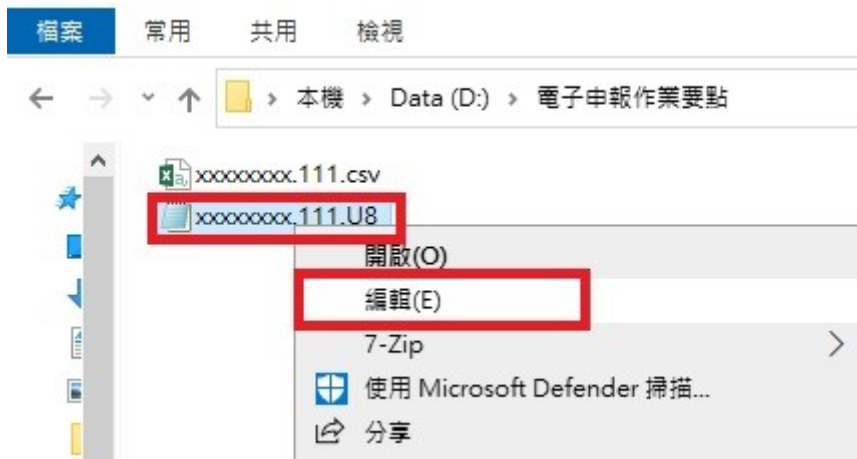 檔案 常用 共用 檢視
本機 > Data (D:) > 電子申報作業要點
xxxxxxxx.111.csv
xxxxxxxx.111.U8
開啟(O)
編輯(E)
7-Zip
使用 Microsoft Defender 掃描...
分享